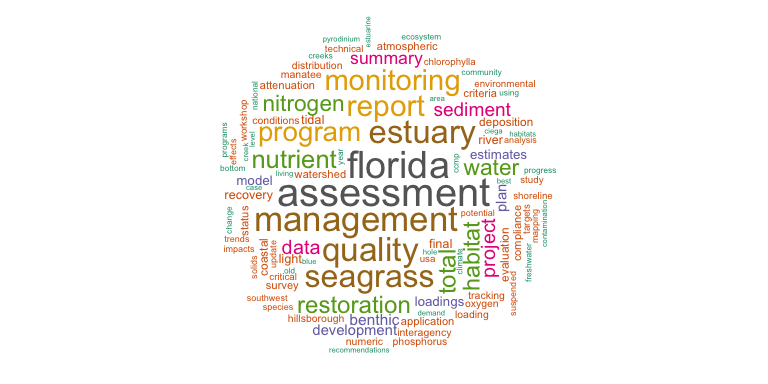 ecosystem
pyrodinium
estuarine
technical
atmospheric
creeks
summary
chlorophylla
distribution
community
manatee
monitoring
attenuation
environmental
national
nitrogen
report
area
criteria
using
sediment
workshop
conditions
tidal
deposition
program
estuary
ciega
habitats
river
analysis
programs
effects
creek
level
nutrient
year
florida
ccmp
water
estimates
progress
bottom
living
watershed
model
case
assessment
plan
best
study
recovery
shoreline
change
status
management
potential
compliance
targets
mapping
contamination
trends
impacts
coastal
update
data
quality
final
hole
usa
total
climate
habitat
project
evaluation
freshwater
solids
light
blue
old
critical
survey
seagrass
suspended
southwest
species
restoration
loadings
tracking
oxygen
demand
loading
hillsborough
benthic
application
development
interagency
numeric
phosphorus
recommendations